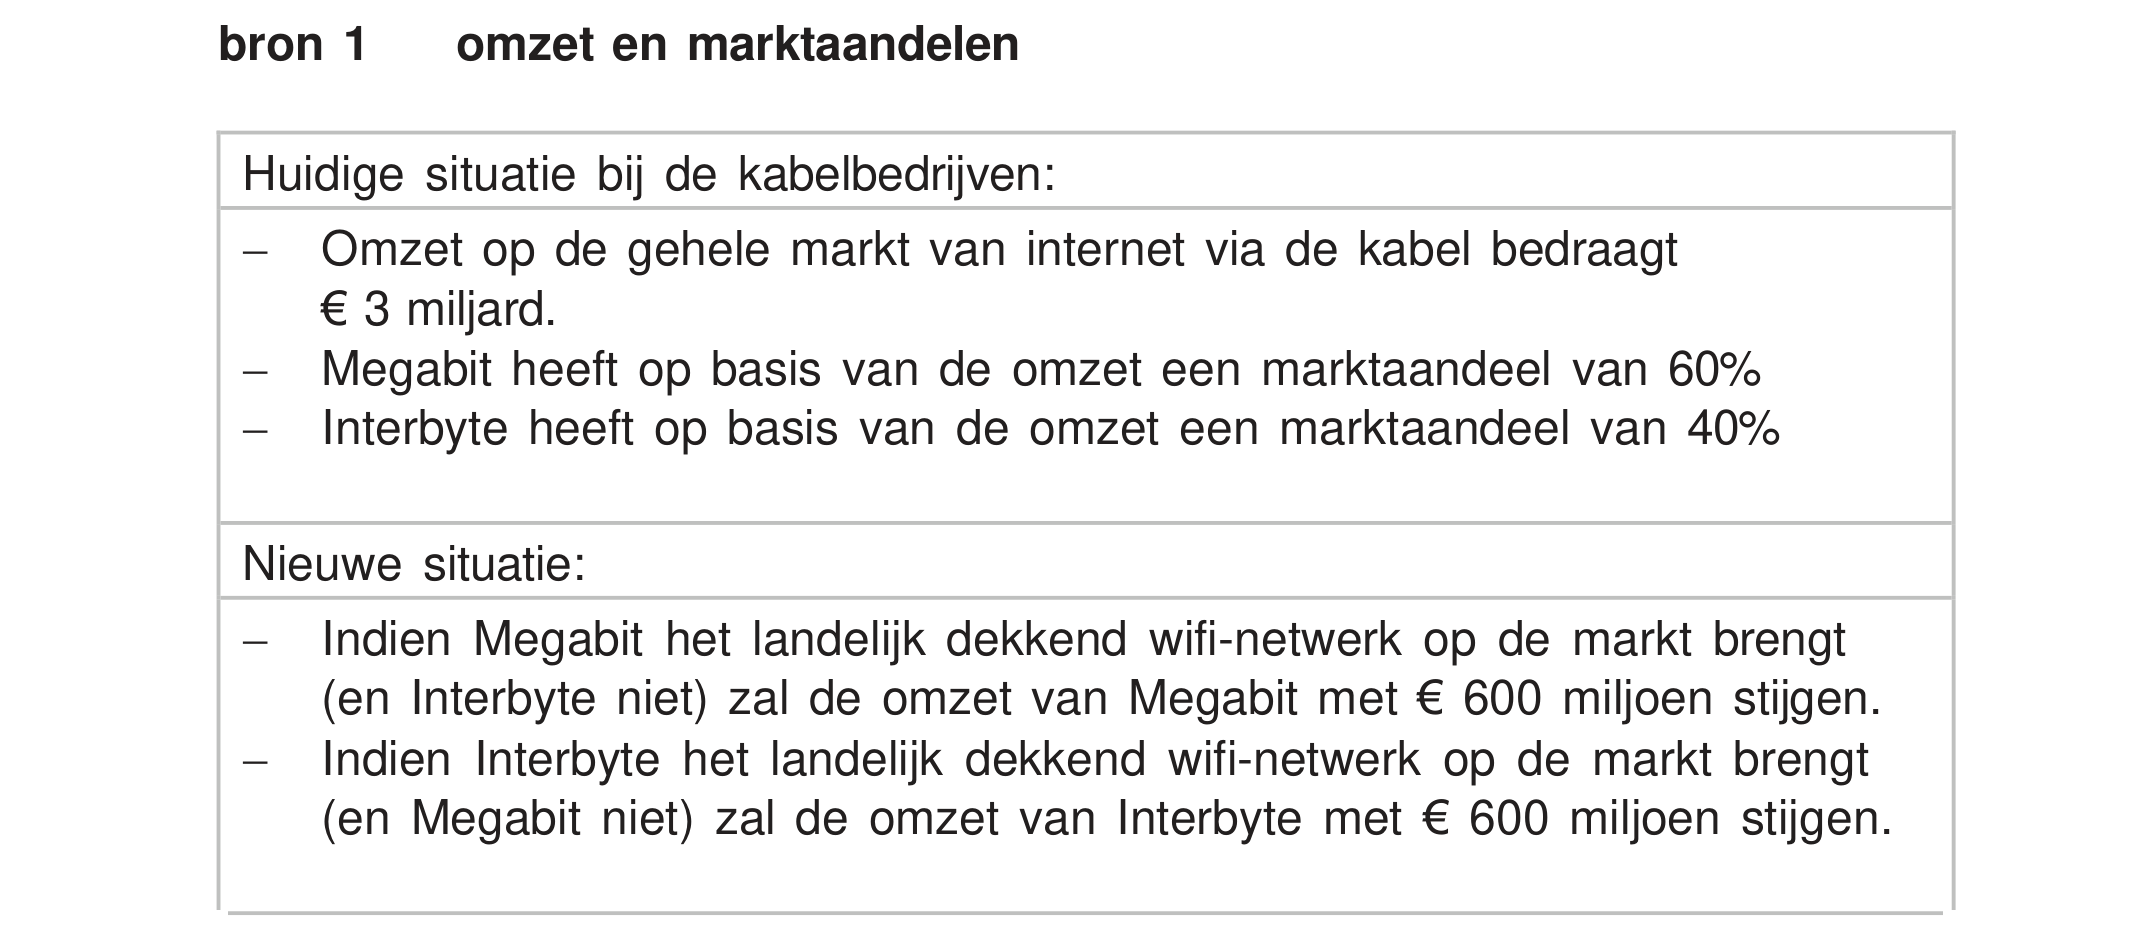 bron 1 omzet en marktaandelen
Huidige situatie bij de kabelbedrijven:
– Omzet op de gehele markt van internet via de kabel bedraagt
€ 3 miljard.
– Megabit heeft op basis van de omzet een marktaandeel van 60%
– Interbyte heeft op basis van de omzet een marktaandeel van 40%
Nieuwe situatie:
– Indien Megabit het landelijk dekkend wifi-netwerk op de markt brengt
(en Interbyte niet) zal de omzet van Megabit met € 600 miljoen stijgen.
– Indien Interbyte het landelijk dekkend wifi-netwerk op de markt brengt
(en Megabit niet) zal de omzet van Interbyte met € 600 miljoen stijgen.